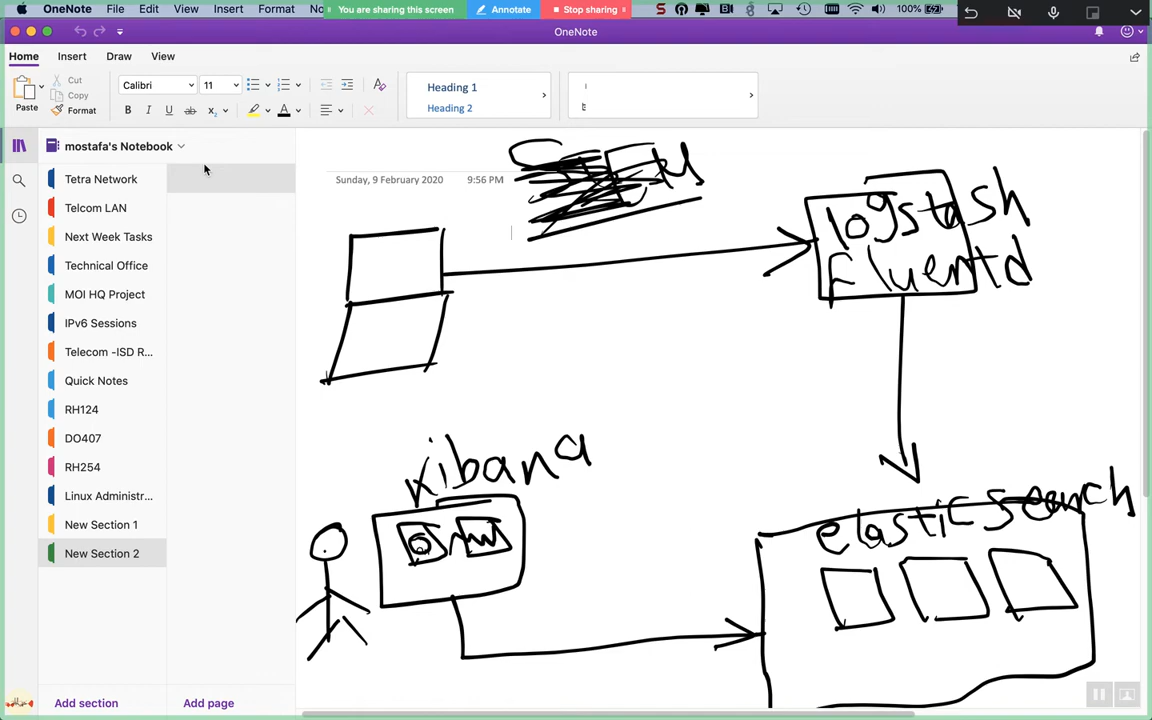 OneNote File Edit View Insert Format No
You are sharing this screen Annotate Stop sharing
100%
OneNote
Home Insert Draw View
Paste Cut Copy Format
Calibri 11
B I U ab X₂ A
Heading 1
Heading 2
mostafa's Notebook
Tetra Network
Telcom LAN
Next Week Tasks
Technical Office
MOI HQ Project
IPv6 Sessions
Telecom -ISD R...
Quick Notes
RH124
DO407
RH254
Linux Administr...
New Section 1
New Section 2
Add section Add page
Sunday, 9 February 2020 9:56 PM
logstash
Fluentd
kibana
elasticsearch